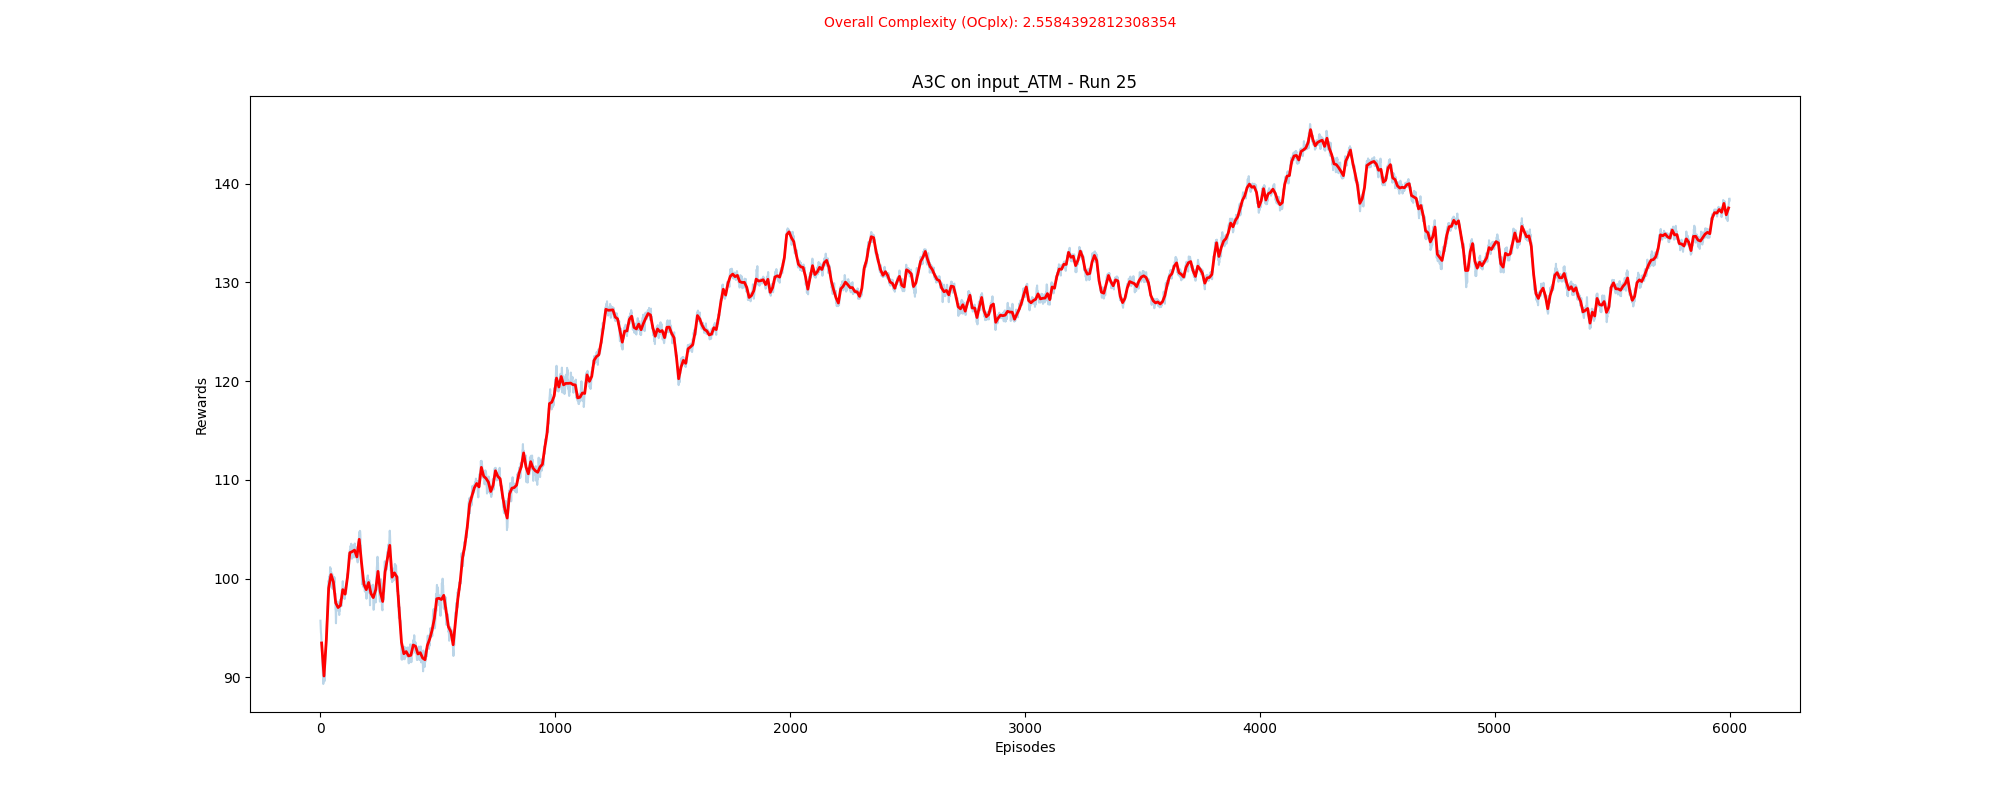 Overall Complexity (OCplx): 2.5584392812308354
A3C on input_ATM - Run 25
Rewards
140
130
120
110
100
90
0 1000 2000 3000 4000 5000 6000
Episodes